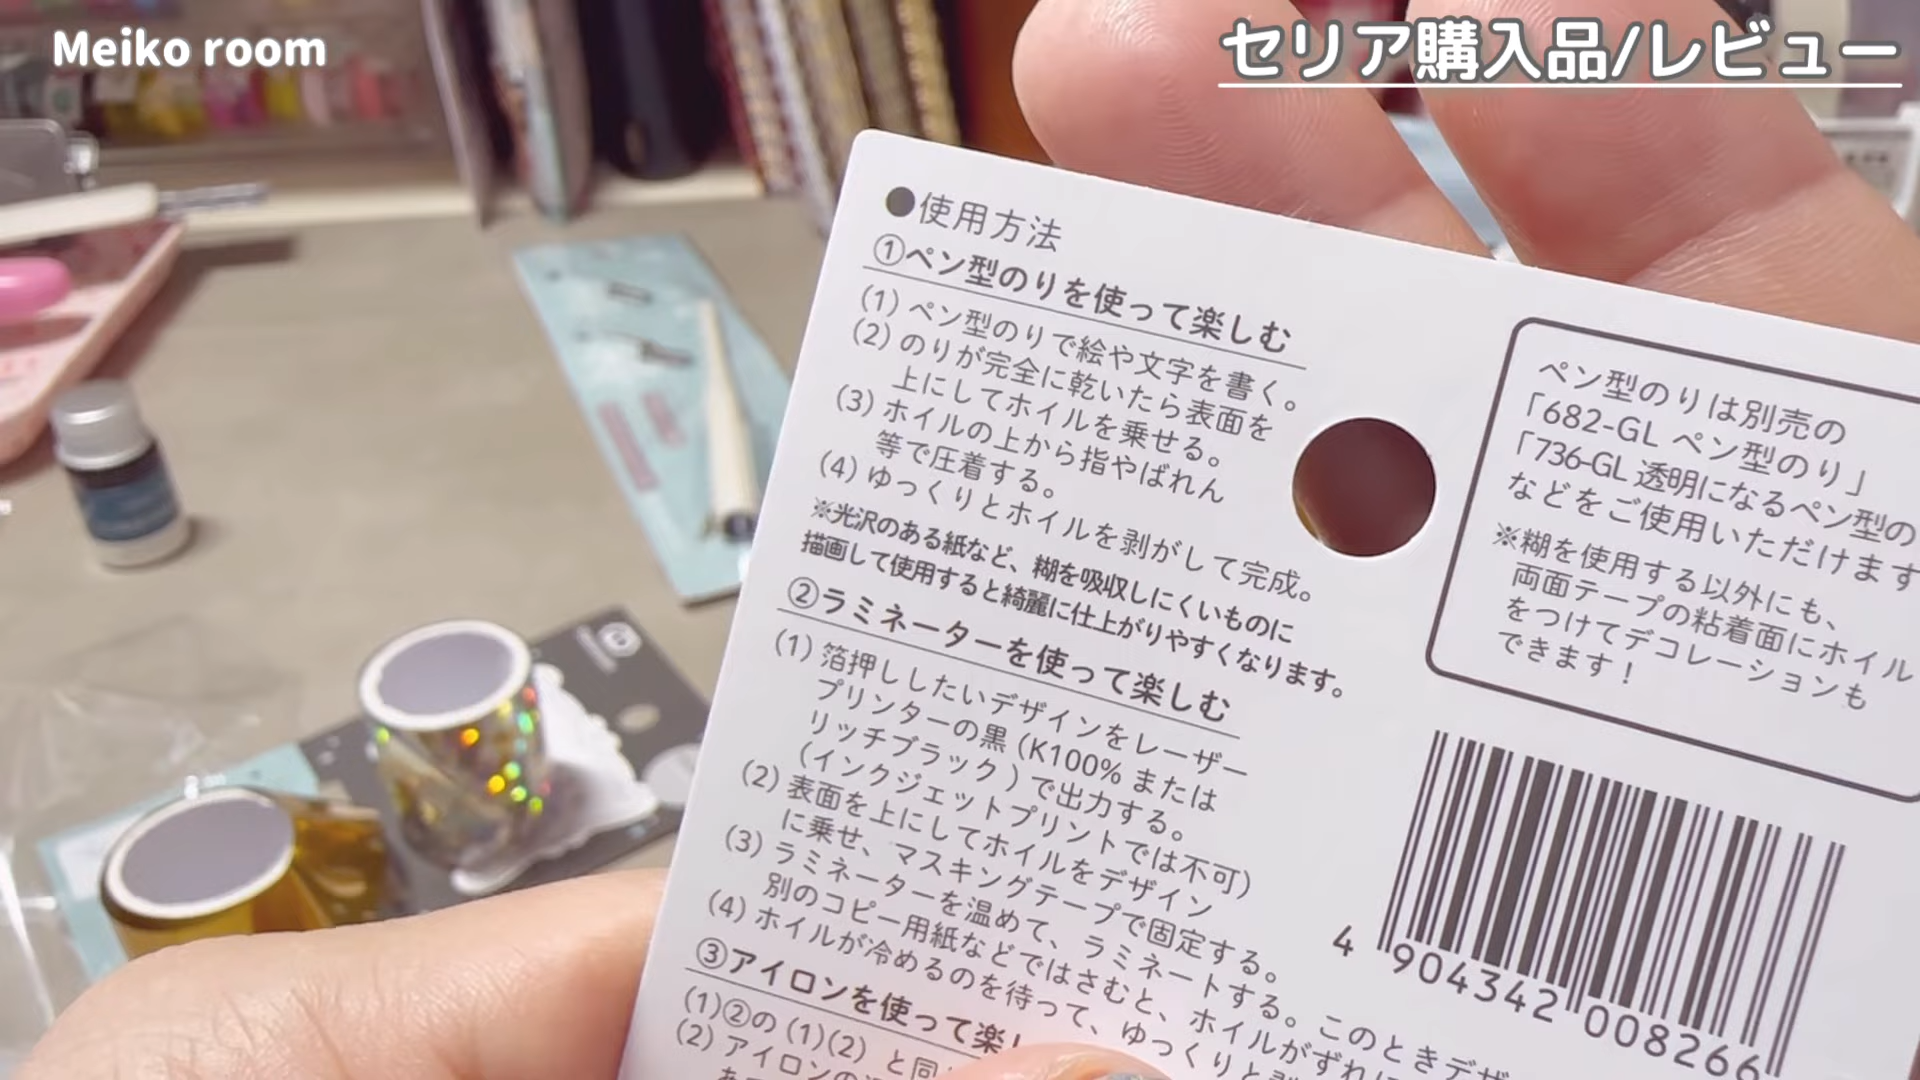 Meiko room
セリア購入品/レビュー
●使用方法
①ペン型のりを使って楽しむ
(1) ペン型のりで絵や文字を書く。
(2) のりが完全に乾いたら表面を
上にしてホイルを乗せる。
(3) ホイルの上から指やばれん
等で圧着する。
(4) ゆっくりとホイルを剥がして完成。
※光沢のある紙など、糊を吸収しにくいものに
描画して使用すると綺麗に仕上がりやすくなります。
②ラミネーターを使って楽しむ
(1) 箔押ししたいデザインをレーザー
プリンターの黒 (K100% または
リッチブラック ) で出力する。
(インクジェットプリントでは不可)
(2) 表面を上にしてホイルをデザイン
に乗せ、マスキングテープで固定する。
(3) ラミネーターを温めて、ラミネートする。このときデザ
別のコピー用紙などではさむと、ホイルがずれに
(4) ホイルが冷めるのを待って、ゆっくりと
③アイロンを使って楽し
(1)②の (1)(2) と同
(2) アイロンの
ペン型のりは別売の
「682-GL ペン型のり」
「736-GL 透明になるペン型の
などをご使用いただけます
※糊を使用する以外にも、
両面テープの粘着面にホイル
をつけてデコレーションも
できます！
4 904342 008266